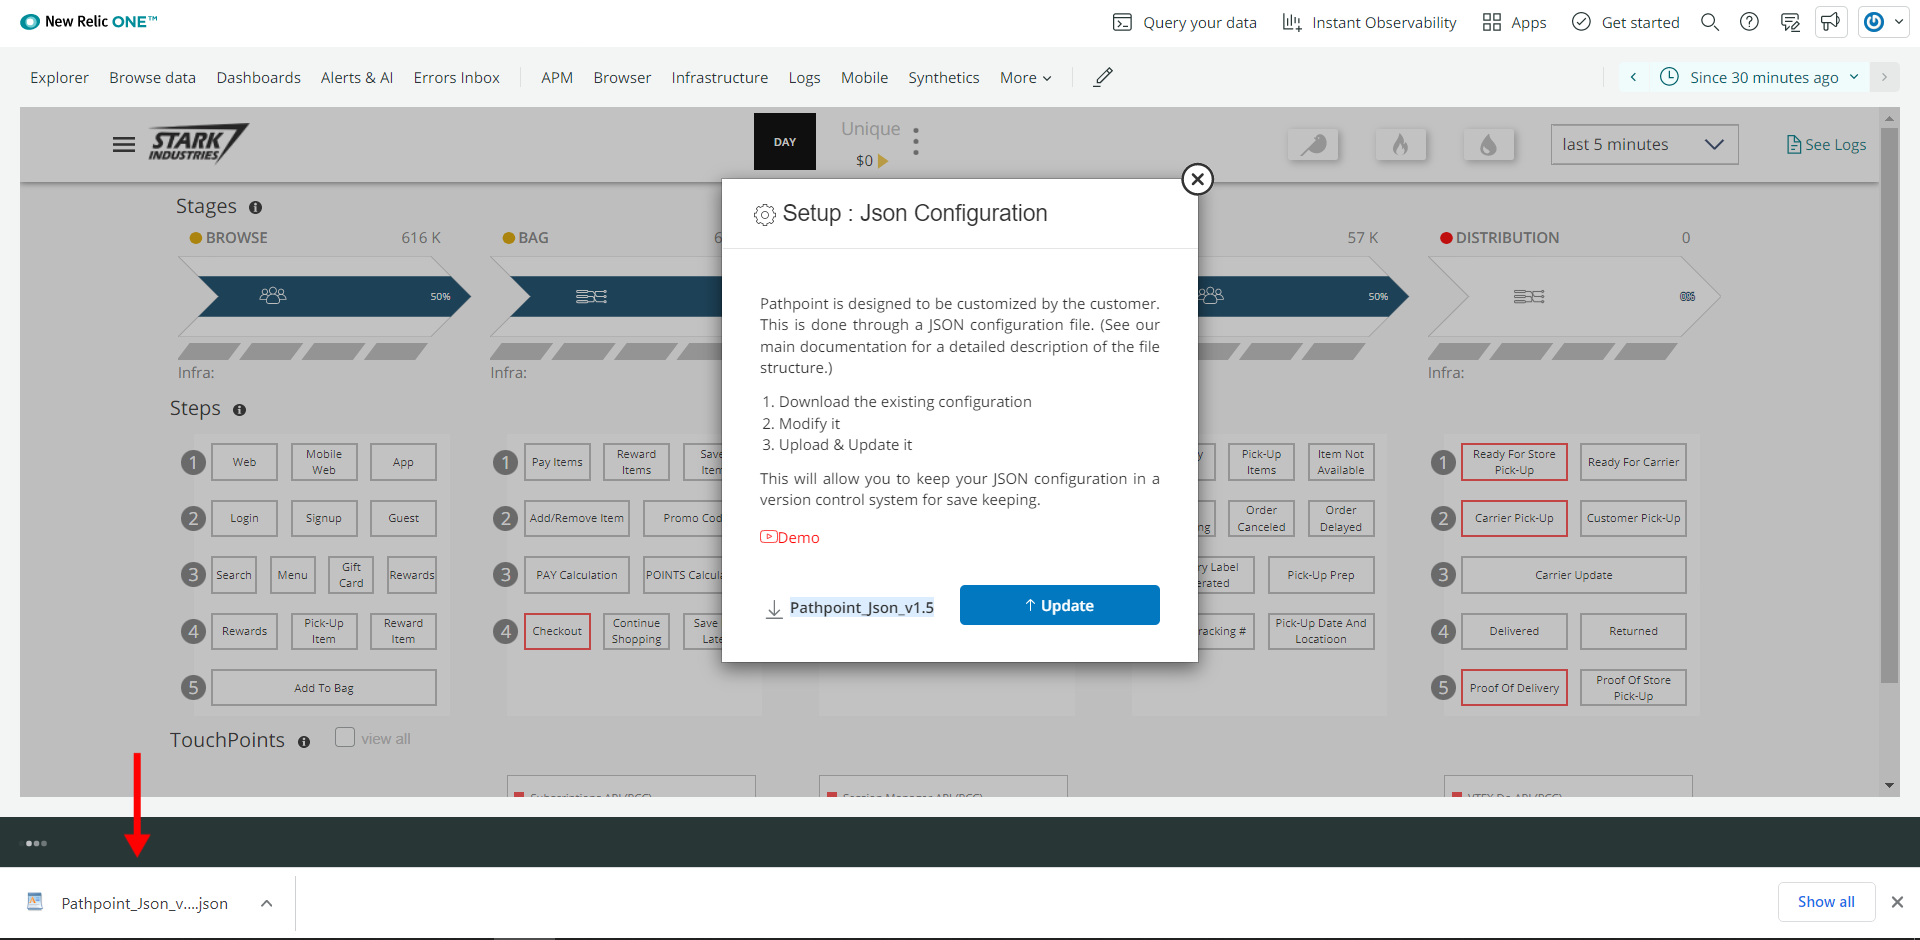 New Relic ONE™
Query your data
Instant Observability
Apps
Get started
Explorer
Browse data
Dashboards
Alerts & AI
Errors Inbox
APM
Browser
Infrastructure
Logs
Mobile
Synthetics
More
Since 30 minutes ago
STARK
INDUSTRIES
DAY
Unique
$0
last 5 minutes
See Logs
Setup : Json Configuration
Pathpoint is designed to be customized by the customer.
This is done through a JSON configuration file. (See our
main documentation for a detailed description of the file
structure.)
1. Download the existing configuration
2. Modify it
3. Upload & Update it
This will allow you to keep your JSON configuration in a
version control system for save keeping.
Demo
Pathpoint_Json_v1.5
Update
Stages
BROWSE
616 K
50%
Infra:
BAG
6
Infra:
57 K
50%
DISTRIBUTION
0
0%
Infra:
Steps
1
Web
Mobile
Web
App
2
Login
Signup
Guest
3
Search
Menu
Gift
Card
Rewards
4
Rewards
Pick-Up
Item
Reward
Item
5
Add To Bag
1
Pay Items
Reward
Items
Save
Iten
2
Add/Remove Item
Promo Cod
3
PAY Calculation
POINTS Calcul
4
Checkout
Continue
Shopping
Save
Late
y
Pick-Up
Items
Item Not
Available
ng
Order
Canceled
Order
Delayed
ry Label
erated
Pick-Up Prep
racking #
Pick-Up Date And
Locatioon
1
Ready For Store
Pick-Up
Ready For Carrier
2
Carrier Pick-Up
Customer Pick-Up
3
Carrier Update
4
Delivered
Returned
5
Proof Of Delivery
Proof Of Store
Pick-Up
TouchPoints
view all
Pathpoint_Json_v....json
Show all